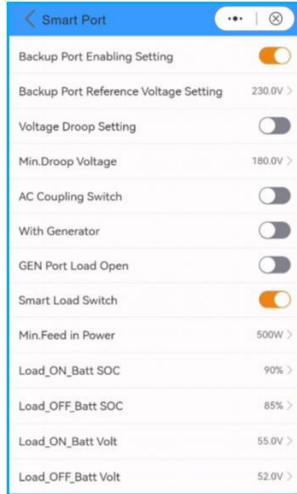 Smart Port
Backup Port Enabling Setting
Backup Port Reference Voltage Setting 230.0V >
Voltage Droop Setting
Min.Droop Voltage 180.0V >
AC Coupling Switch
With Generator
GEN Port Load Open
Smart Load Switch
Min.Feed in Power 500W >
Load_ON_Batt SOC 90% >
Load_OFF_Batt SOC 85% >
Load_ON_Batt Volt 55.0V >
Load_OFF_Batt Volt 52.0V >